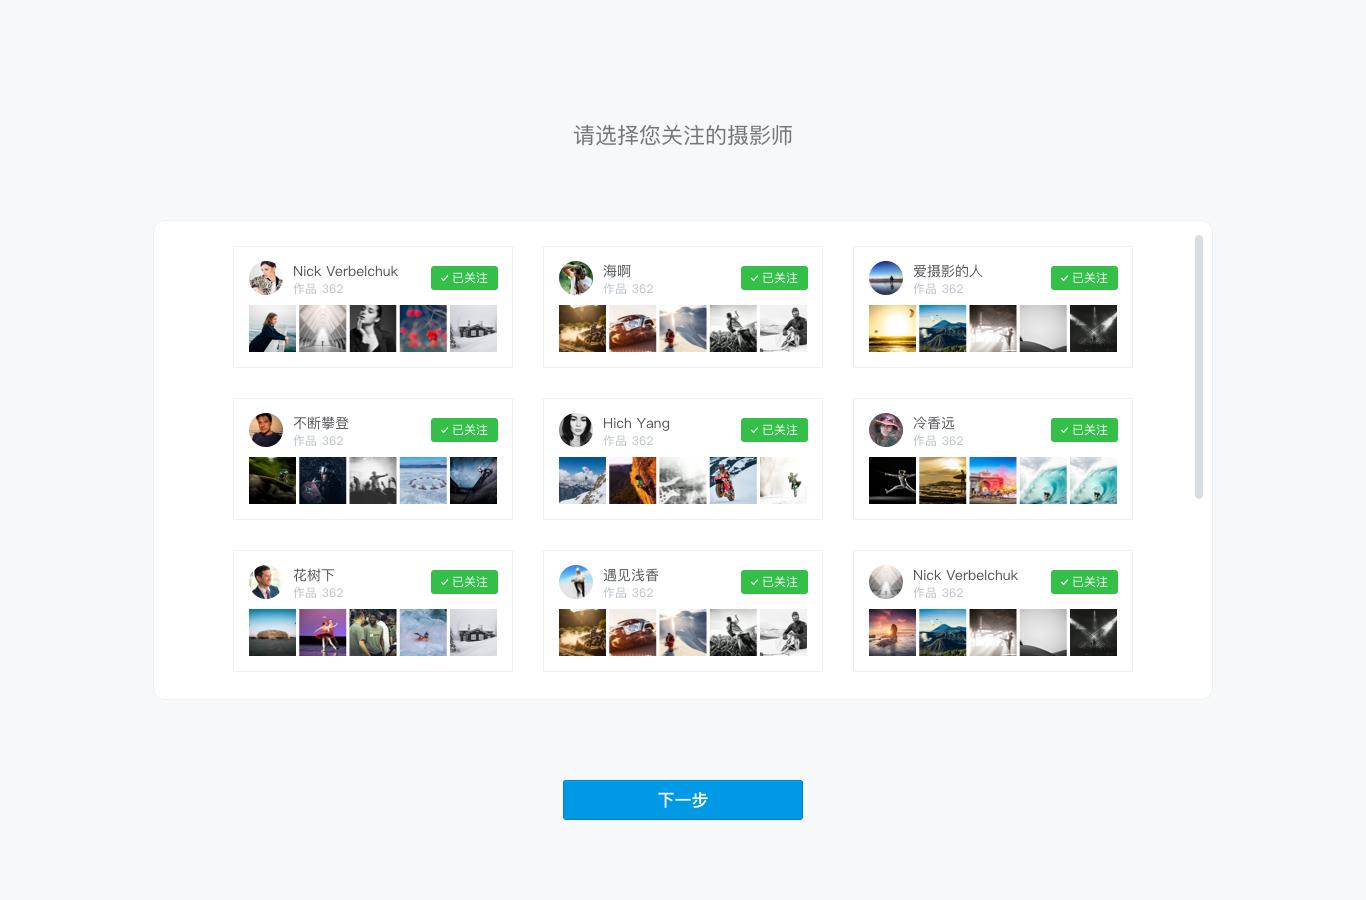 请选择您关注的摄影师
Nick Verbelchuk
作品 362
已关注
海啊
作品 362
已关注
爱摄影的人
作品 362
已关注
不断攀登
作品 362
已关注
Hich Yang
作品 362
已关注
冷香远
作品 362
已关注
花树下
作品 362
已关注
遇见浅香
作品 362
已关注
Nick Verbelchuk
作品 362
已关注
下一步